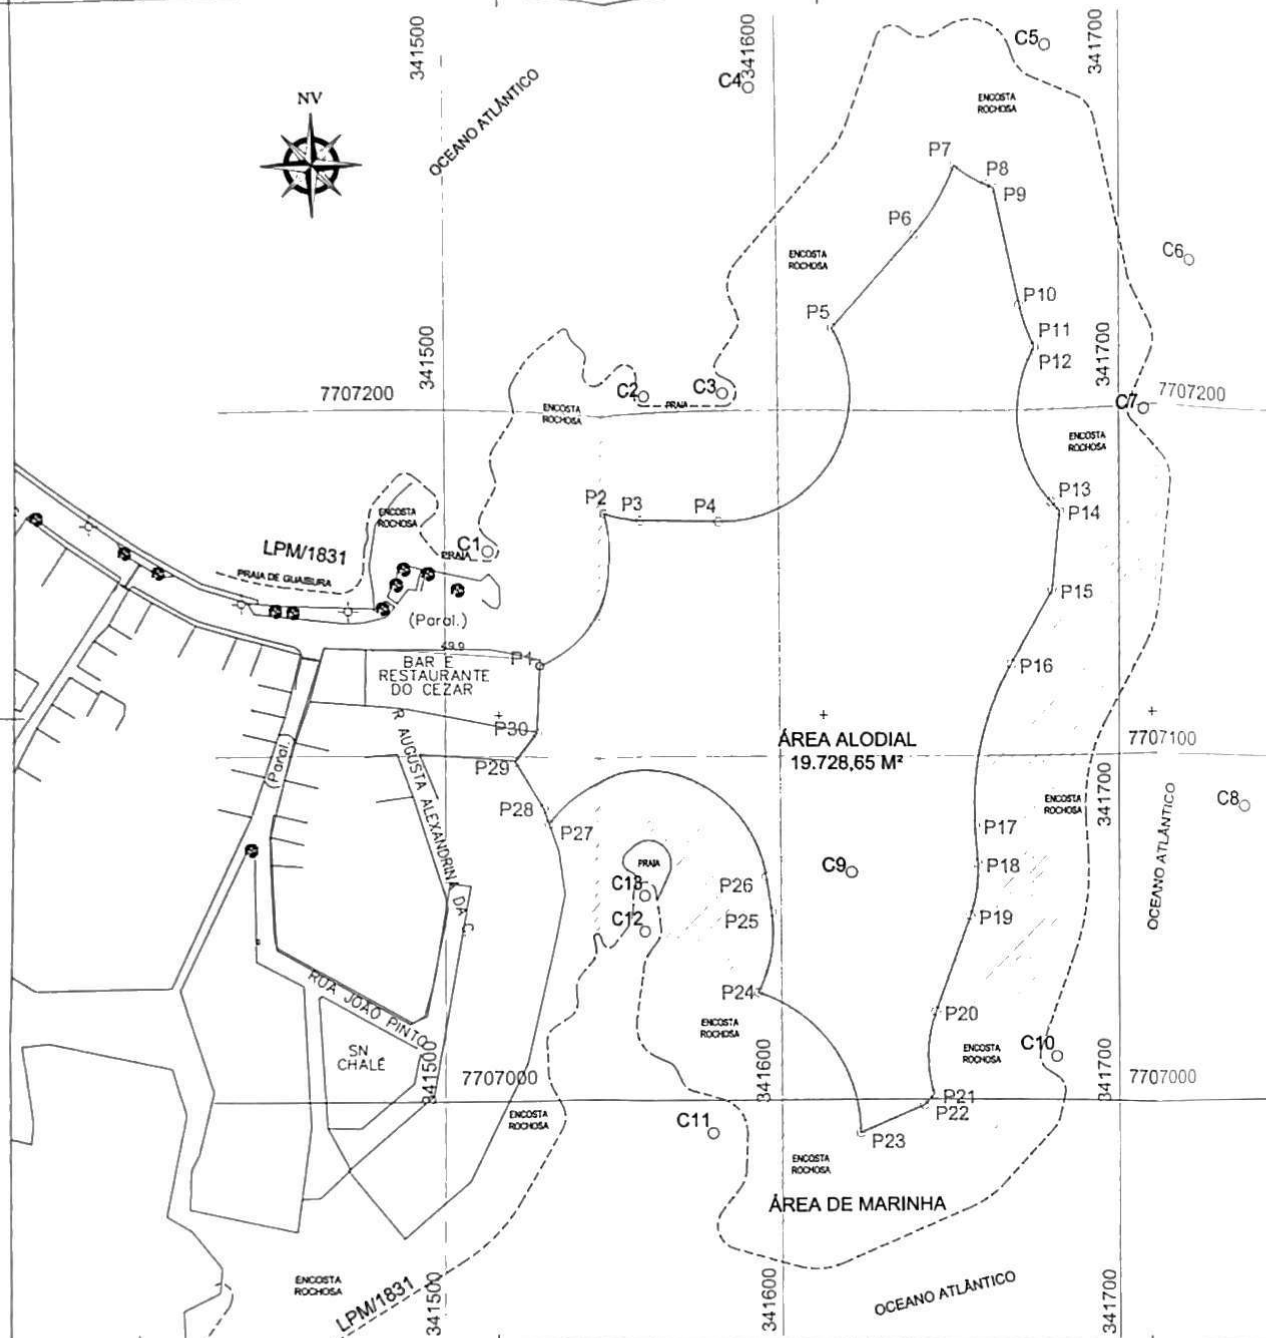 341500
341600
341700
C5
C4
NV
OCEANO ATLÂNTICO
ENCOSTA
ROCHOSA
P7
P8
P9
P6
ENCOSTA
ROCHOSA
C6
P10
P5
P11
P12
341500
341700
7707200
7707200
C2
C3
C7
PRAIA
ENCOSTA
ROCHOSA
ENCOSTA
ROCHOSA
P2
P3
P4
P13
P14
ENCOSTA
ROCHOSA
C1
PRAIA
LPM/1831
PRAIA DE GUAIBURA
P15
(Paral.)
49.9
P1
BAR E
RESTAURANTE
DO CEZAR
P16
P30
R AUGUSTA ALEXANDRINA DA C.
ÁREA ALODIAL
19.728,65 M²
7707100
(Paral.)
P29
341700
ENCOSTA
ROCHOSA
C8
P28
P27
P17
OCEANO ATLÂNTICO
PRAIA
C9
P18
C13
P26
C12
P25
P19
RUA JOÃO PINTO
P24
P20
ENCOSTA
ROCHOSA
ENCOSTA
ROCHOSA
C10
SN
CHALÉ
341500
7707000
341600
341700
7707000
P21
P22
ENCOSTA
ROCHOSA
C11
P23
ENCOSTA
ROCHOSA
ÁREA DE MARINHA
ENCOSTA
ROCHOSA
LPM/1831
341500
341600
OCEANO ATLÂNTICO
341700